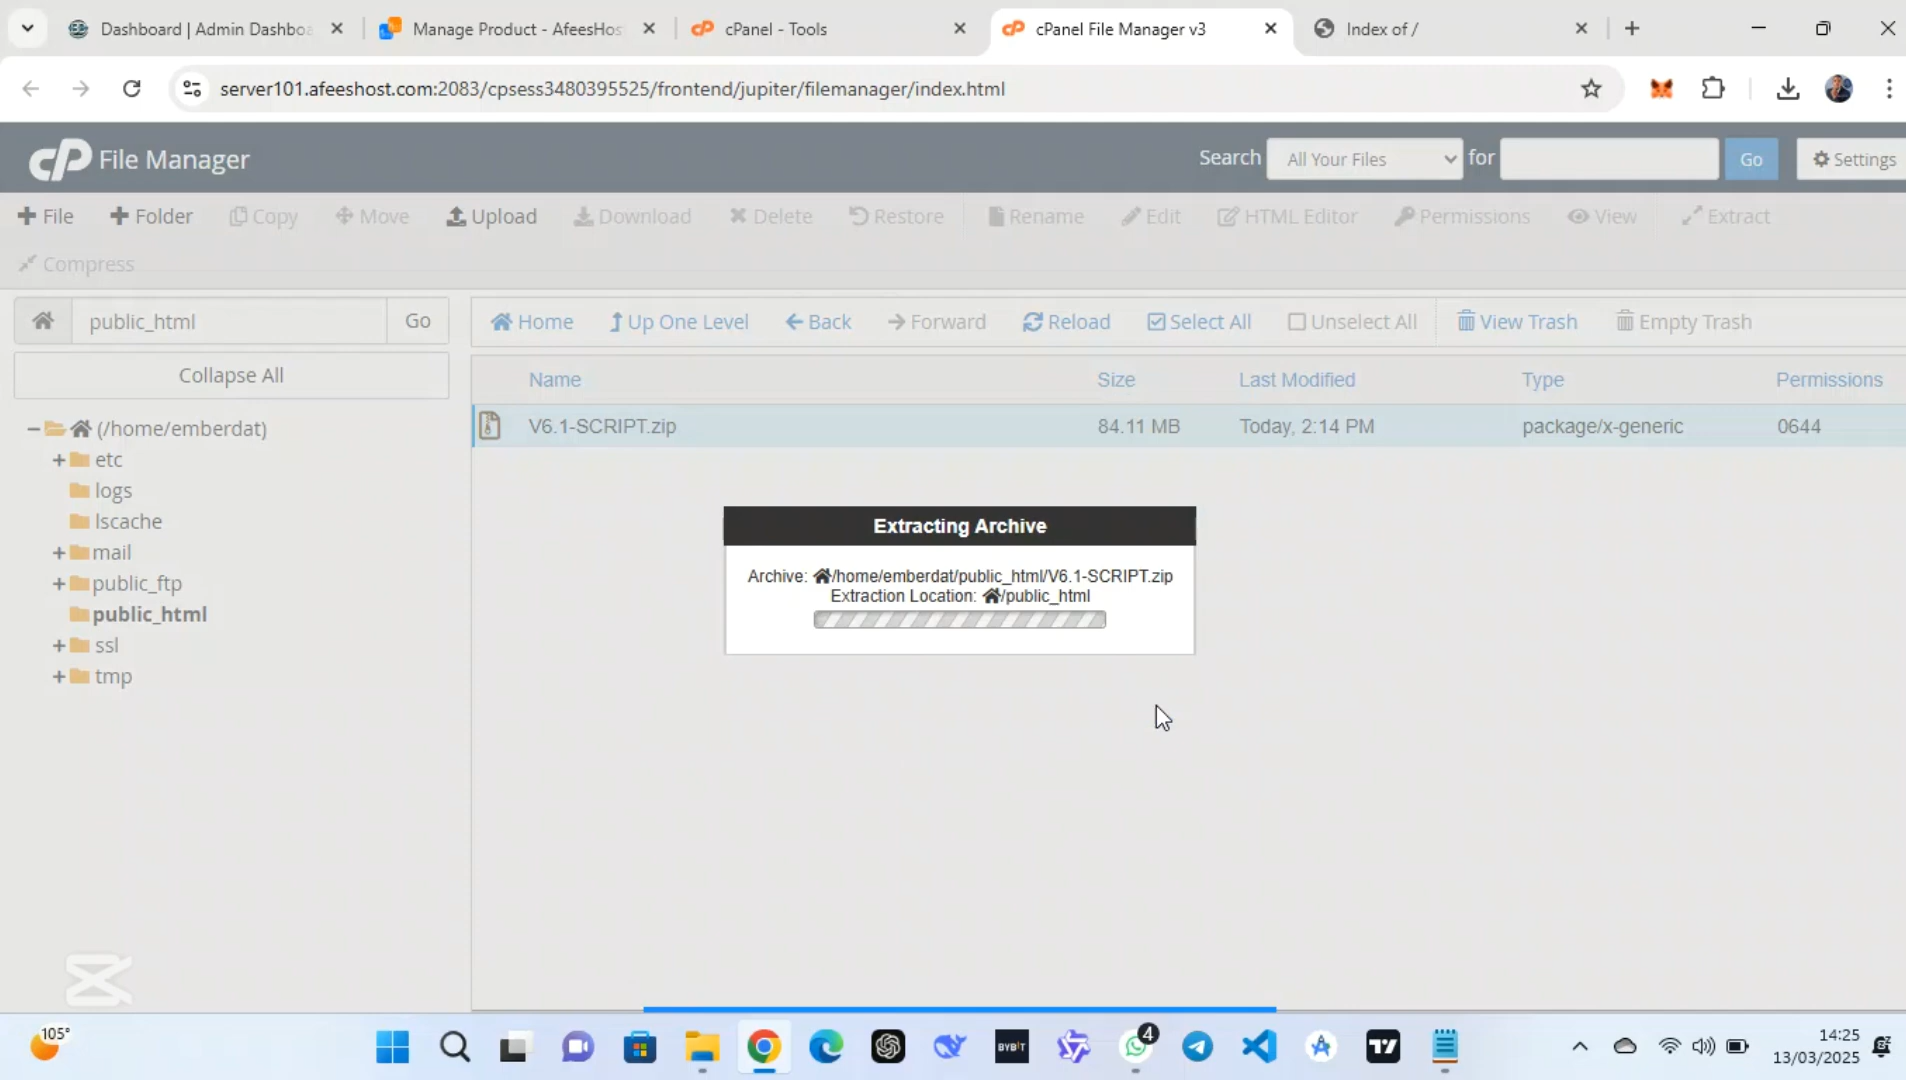 Dashboard | Admin Dashboa
Manage Product - AfeesHos
cPanel - Tools
cPanel File Manager v3
Index of /
server101.afeeshost.com:2083/cpsess3480395525/frontend/jupiter/filemanager/index.html
cP File Manager
Search All Your Files for Go Settings
File Folder Copy Move Upload Download Delete Restore Rename Edit HTML Editor Permissions View Extract
Compress
public_html Go
Home Up One Level Back Forward Reload Select All Unselect All View Trash Empty Trash
Collapse All
Name Size Last Modified Type Permissions
V6.1-SCRIPT.zip 84.11 MB Today, 2:14 PM package/x-generic 0644
(/home/emberdat)
etc
logs
lscache
mail
public_ftp
public_html
ssl
tmp
Extracting Archive
Archive: /home/emberdat/public_html/V6.1-SCRIPT.zip
Extraction Location: /public_html
105°
BYBIT
4
14:25
13/03/2025